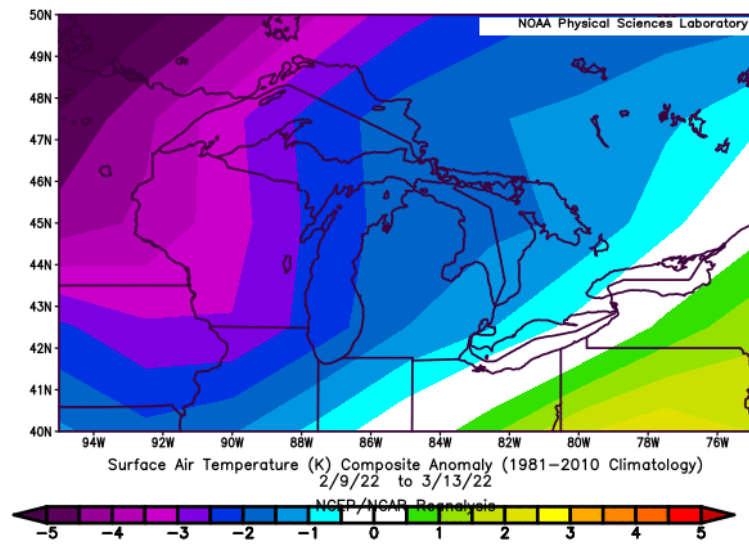 50N
NOAA Physical Sciences Laboratory
49N
48N
47N
46N
45N
44N
43N
42N
41N
40N
94W 92W 90W 88W 86W 84W 82W 80W 78W 76W
Surface Air Temperature (K) Composite Anomaly (1981-2010 Climatology)
2/9/22 to 3/13/22
NCEP/NCAR Reanalysis
-5 -4 -3 -2 -1 0 1 2 3 4 5